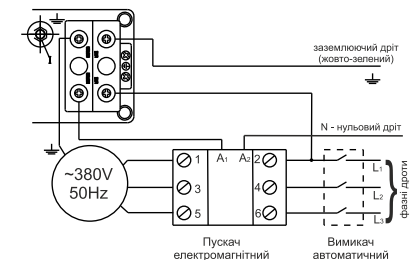 заземлюючий дріт
(жовто-зелений)
N - нульовий дріт
I
~380V
50Hz
1 A1 A2 2
3 4
5 6
L1
L2
L3
фазні дроти
Пускач
електромагнітний
Вимикач
автоматичний